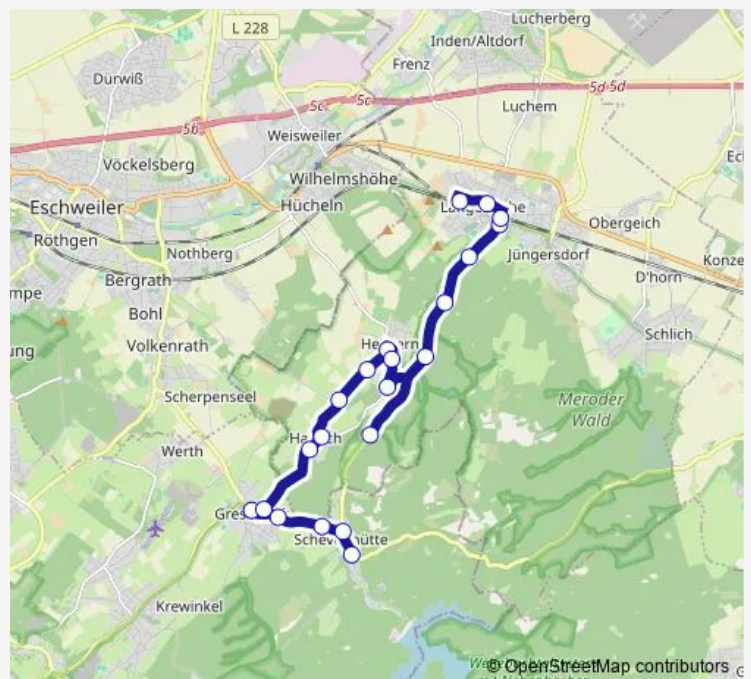 Lucherberg
L 228
Inden/Altdorf
Frenz
Dürwiß
5d 5d
5c
5c
Luchem
5b
Weisweiler
Vöckelsberg
Wilhelmshöhe
Eschweiler
Hücheln
Obergeich
Röthgen
Nothberg
Jüngersdorf
Konze
Bergrath
D'horn
mpe
Bohl
Schlich
Volkenrath
ung
Scherpenseel
Meroder
Wald
Werth
Krewinkel
© OpenStreetMap contributors